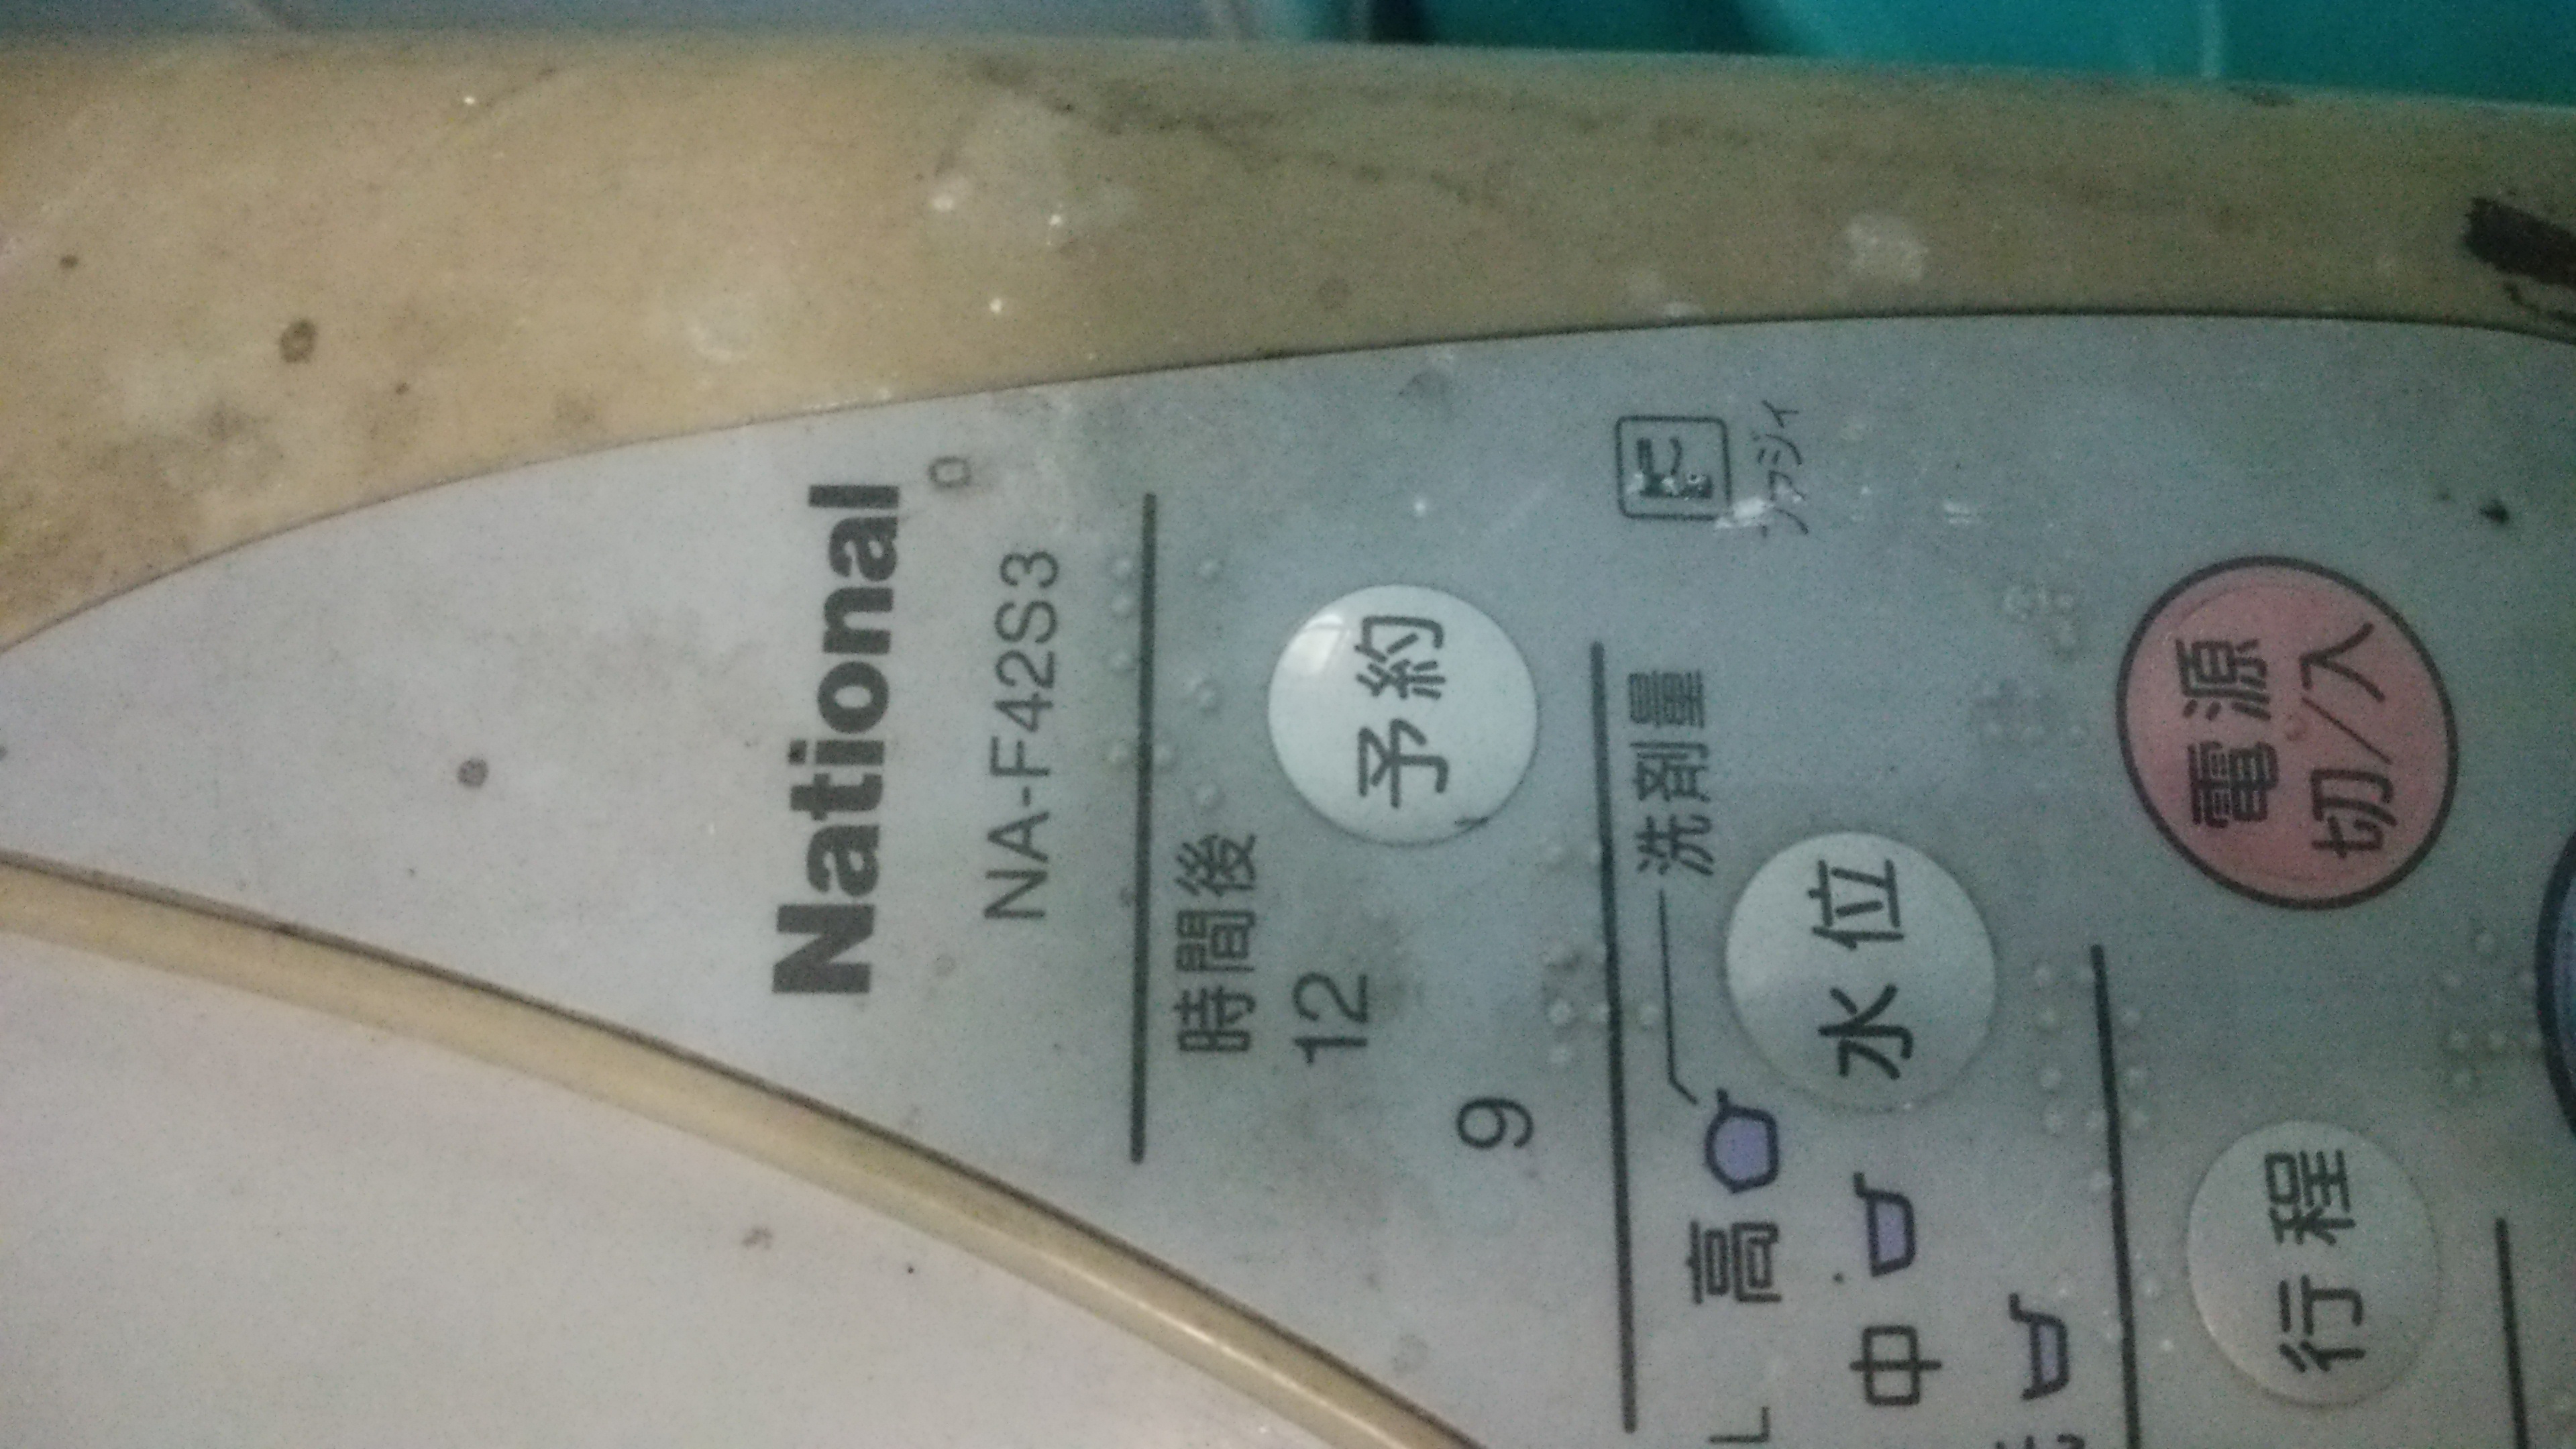 National
NA-F42S3
時間後
12
予約
9
ファジィ
洗剤量
高
水位
中
電源
切/入
行程